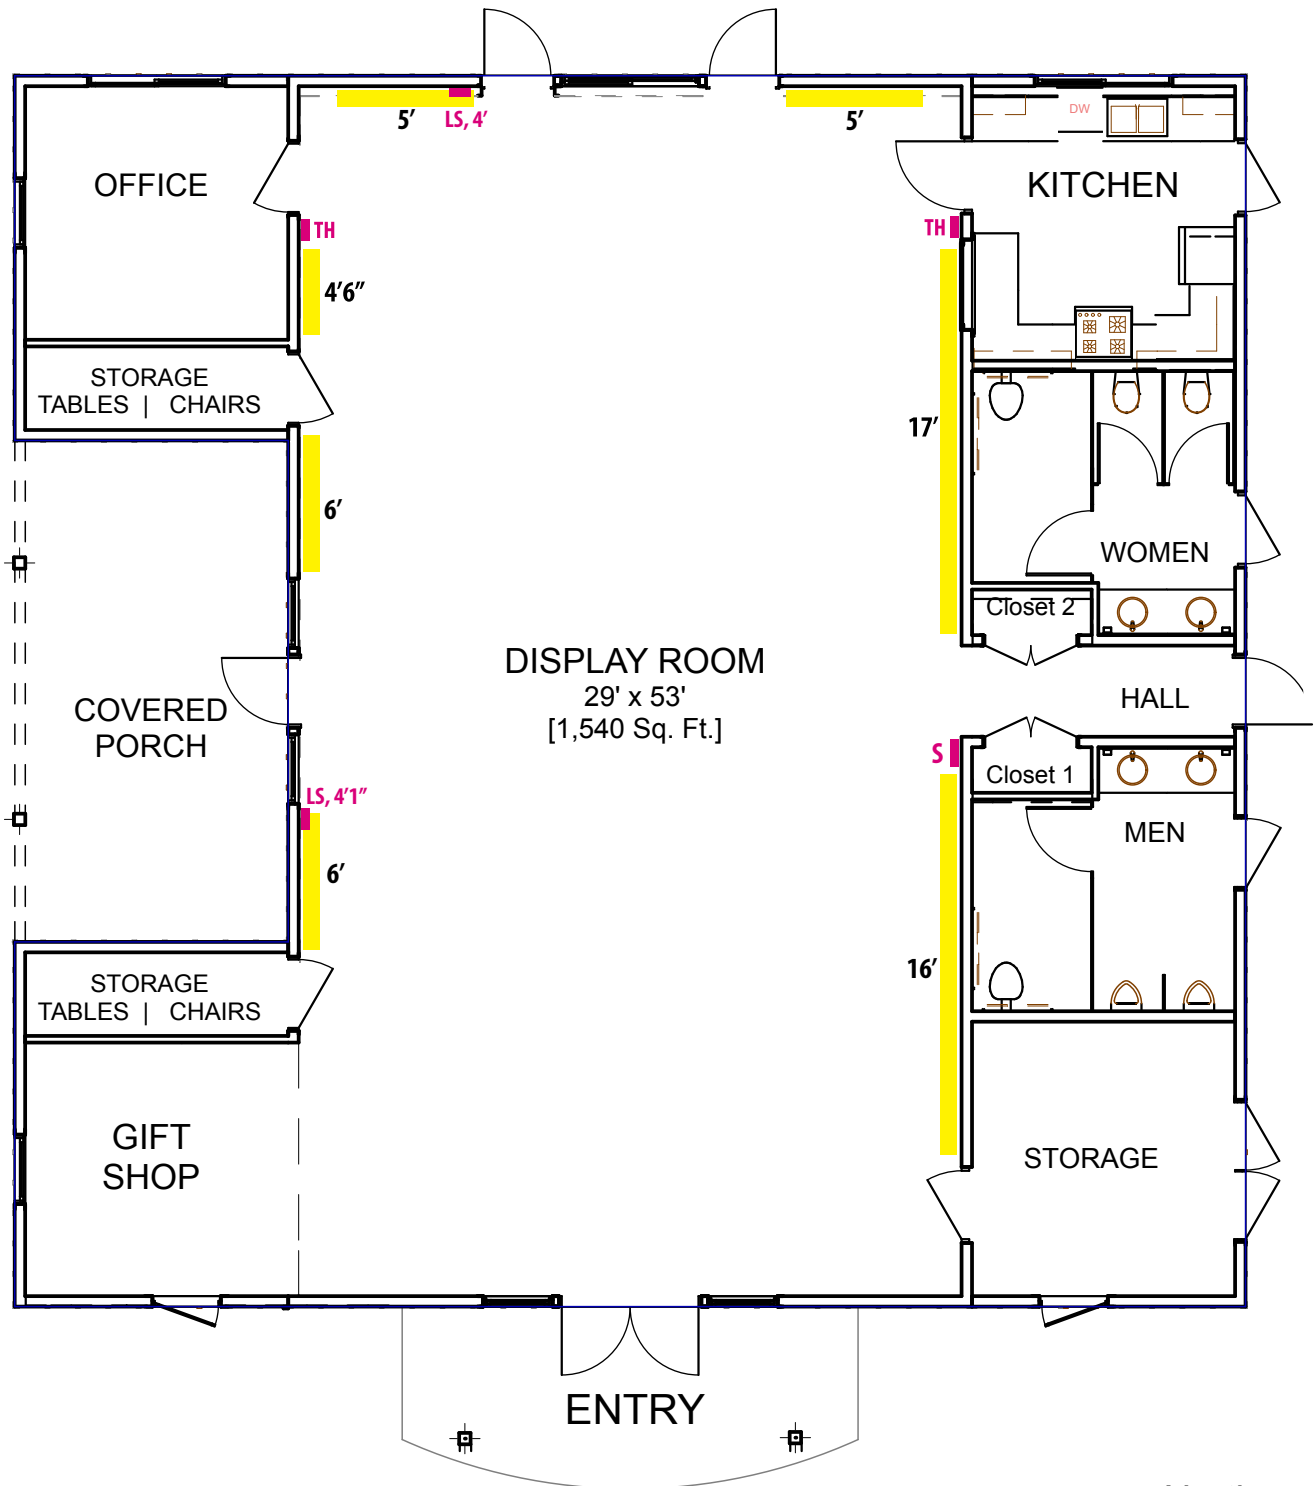 DW
5’
LS, 4’
5’
OFFICE
KITCHEN
TH
TH
4’6”
STORAGE
TABLES | CHAIRS
17’
6’
WOMEN
Closet 2
DISPLAY ROOM
29' x 53'
[1,540 Sq. Ft.]
HALL
COVERED
PORCH
S
Closet 1
LS, 4’1”
MEN
6’
16’
STORAGE
TABLES | CHAIRS
GIFT
SHOP
STORAGE
ENTRY